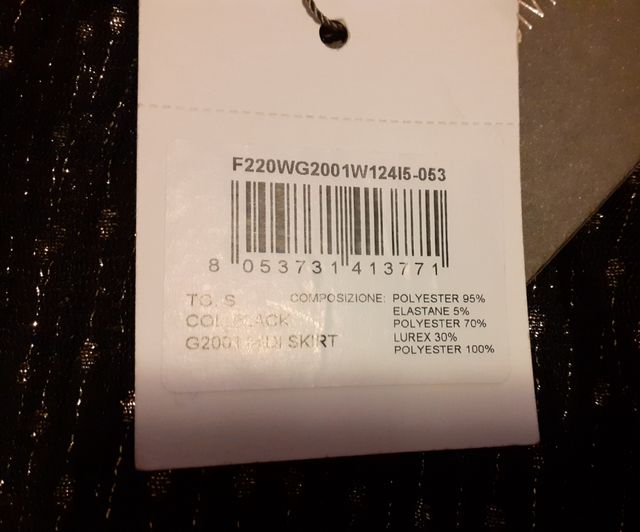 F220WG2001W124I5-053
8 053731 413771
TG. S
COL. BLACK
G2001 MIDI SKIRT
COMPOSIZIONE: POLYESTER 95%
ELASTANE 5%
POLYESTER 70%
LUREX 30%
POLYESTER 100%